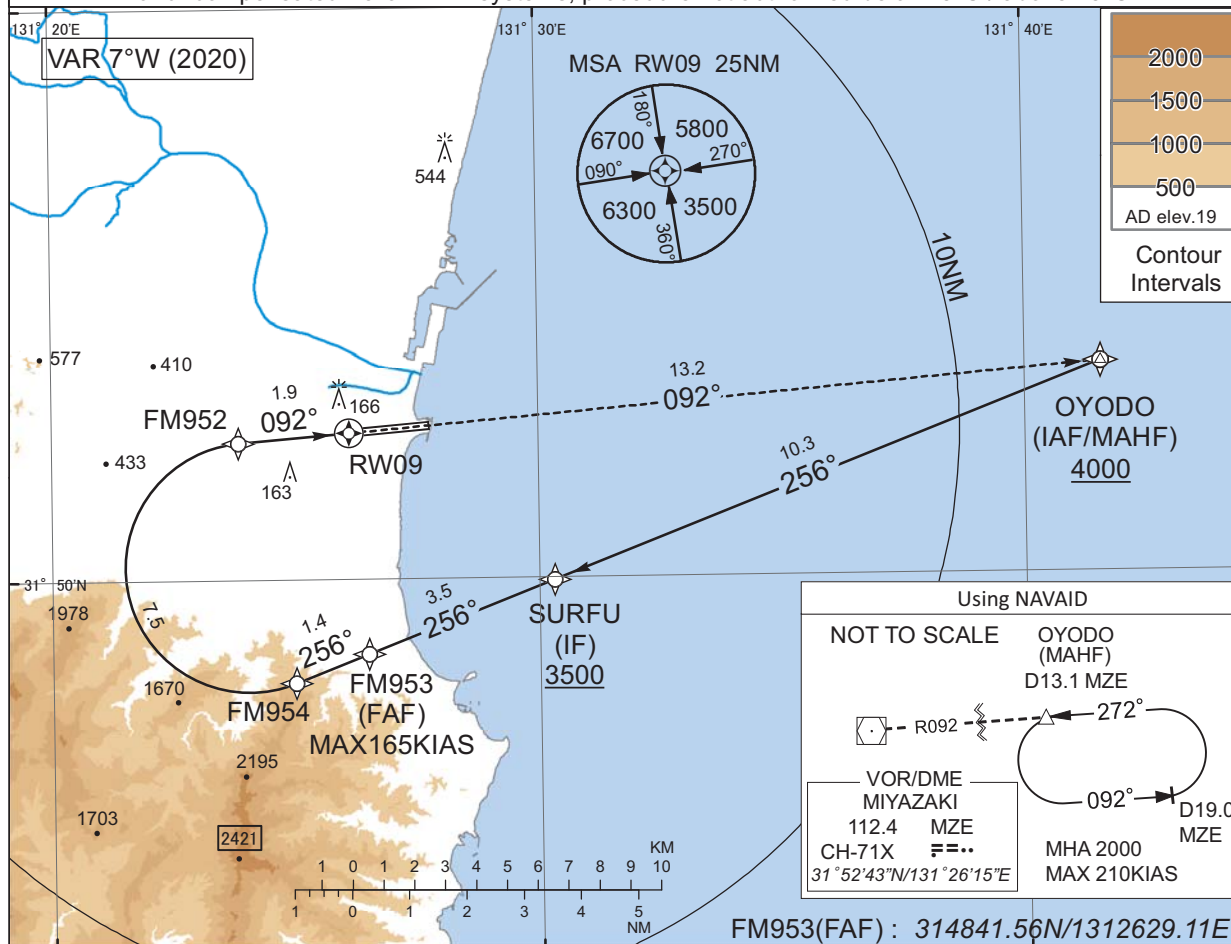 131° 20'E
131° 30'E
131° 40'E
VAR 7°W (2020)
MSA RW09 25NM
180°
6700
5800
090°
270°
6300
3500
360°
2000
1500
1000
500
AD elev.19
Contour
Intervals
544
10NM
577
410
1.9
092°
166
13.2
092°
FM952
RW09
433
163
OYODO
(IAF/MAHF)
4000
10.3
256°
31° 50'N
7.5
1978
1.4
256°
3.5
256°
SURFU
(IF)
3500
1670
FM954
FM953
(FAF)
MAX165KIAS
2195
1703
2421
KM
1 0 1 2 3 4 5 6 7 8 9 10
1 0 1 2 3 4 5
NM
Using NAVAID
NOT TO SCALE
OYODO
(MAHF)
D13.1 MZE
R092
272°
092°
D19.0
MZE
VOR/DME
MIYAZAKI
112.4 MZE
CH-71X
31°52'43"N/131°26'15"E
MHA 2000
MAX 210KIAS
FM953(FAF) : 314841.56N/1312629.11E